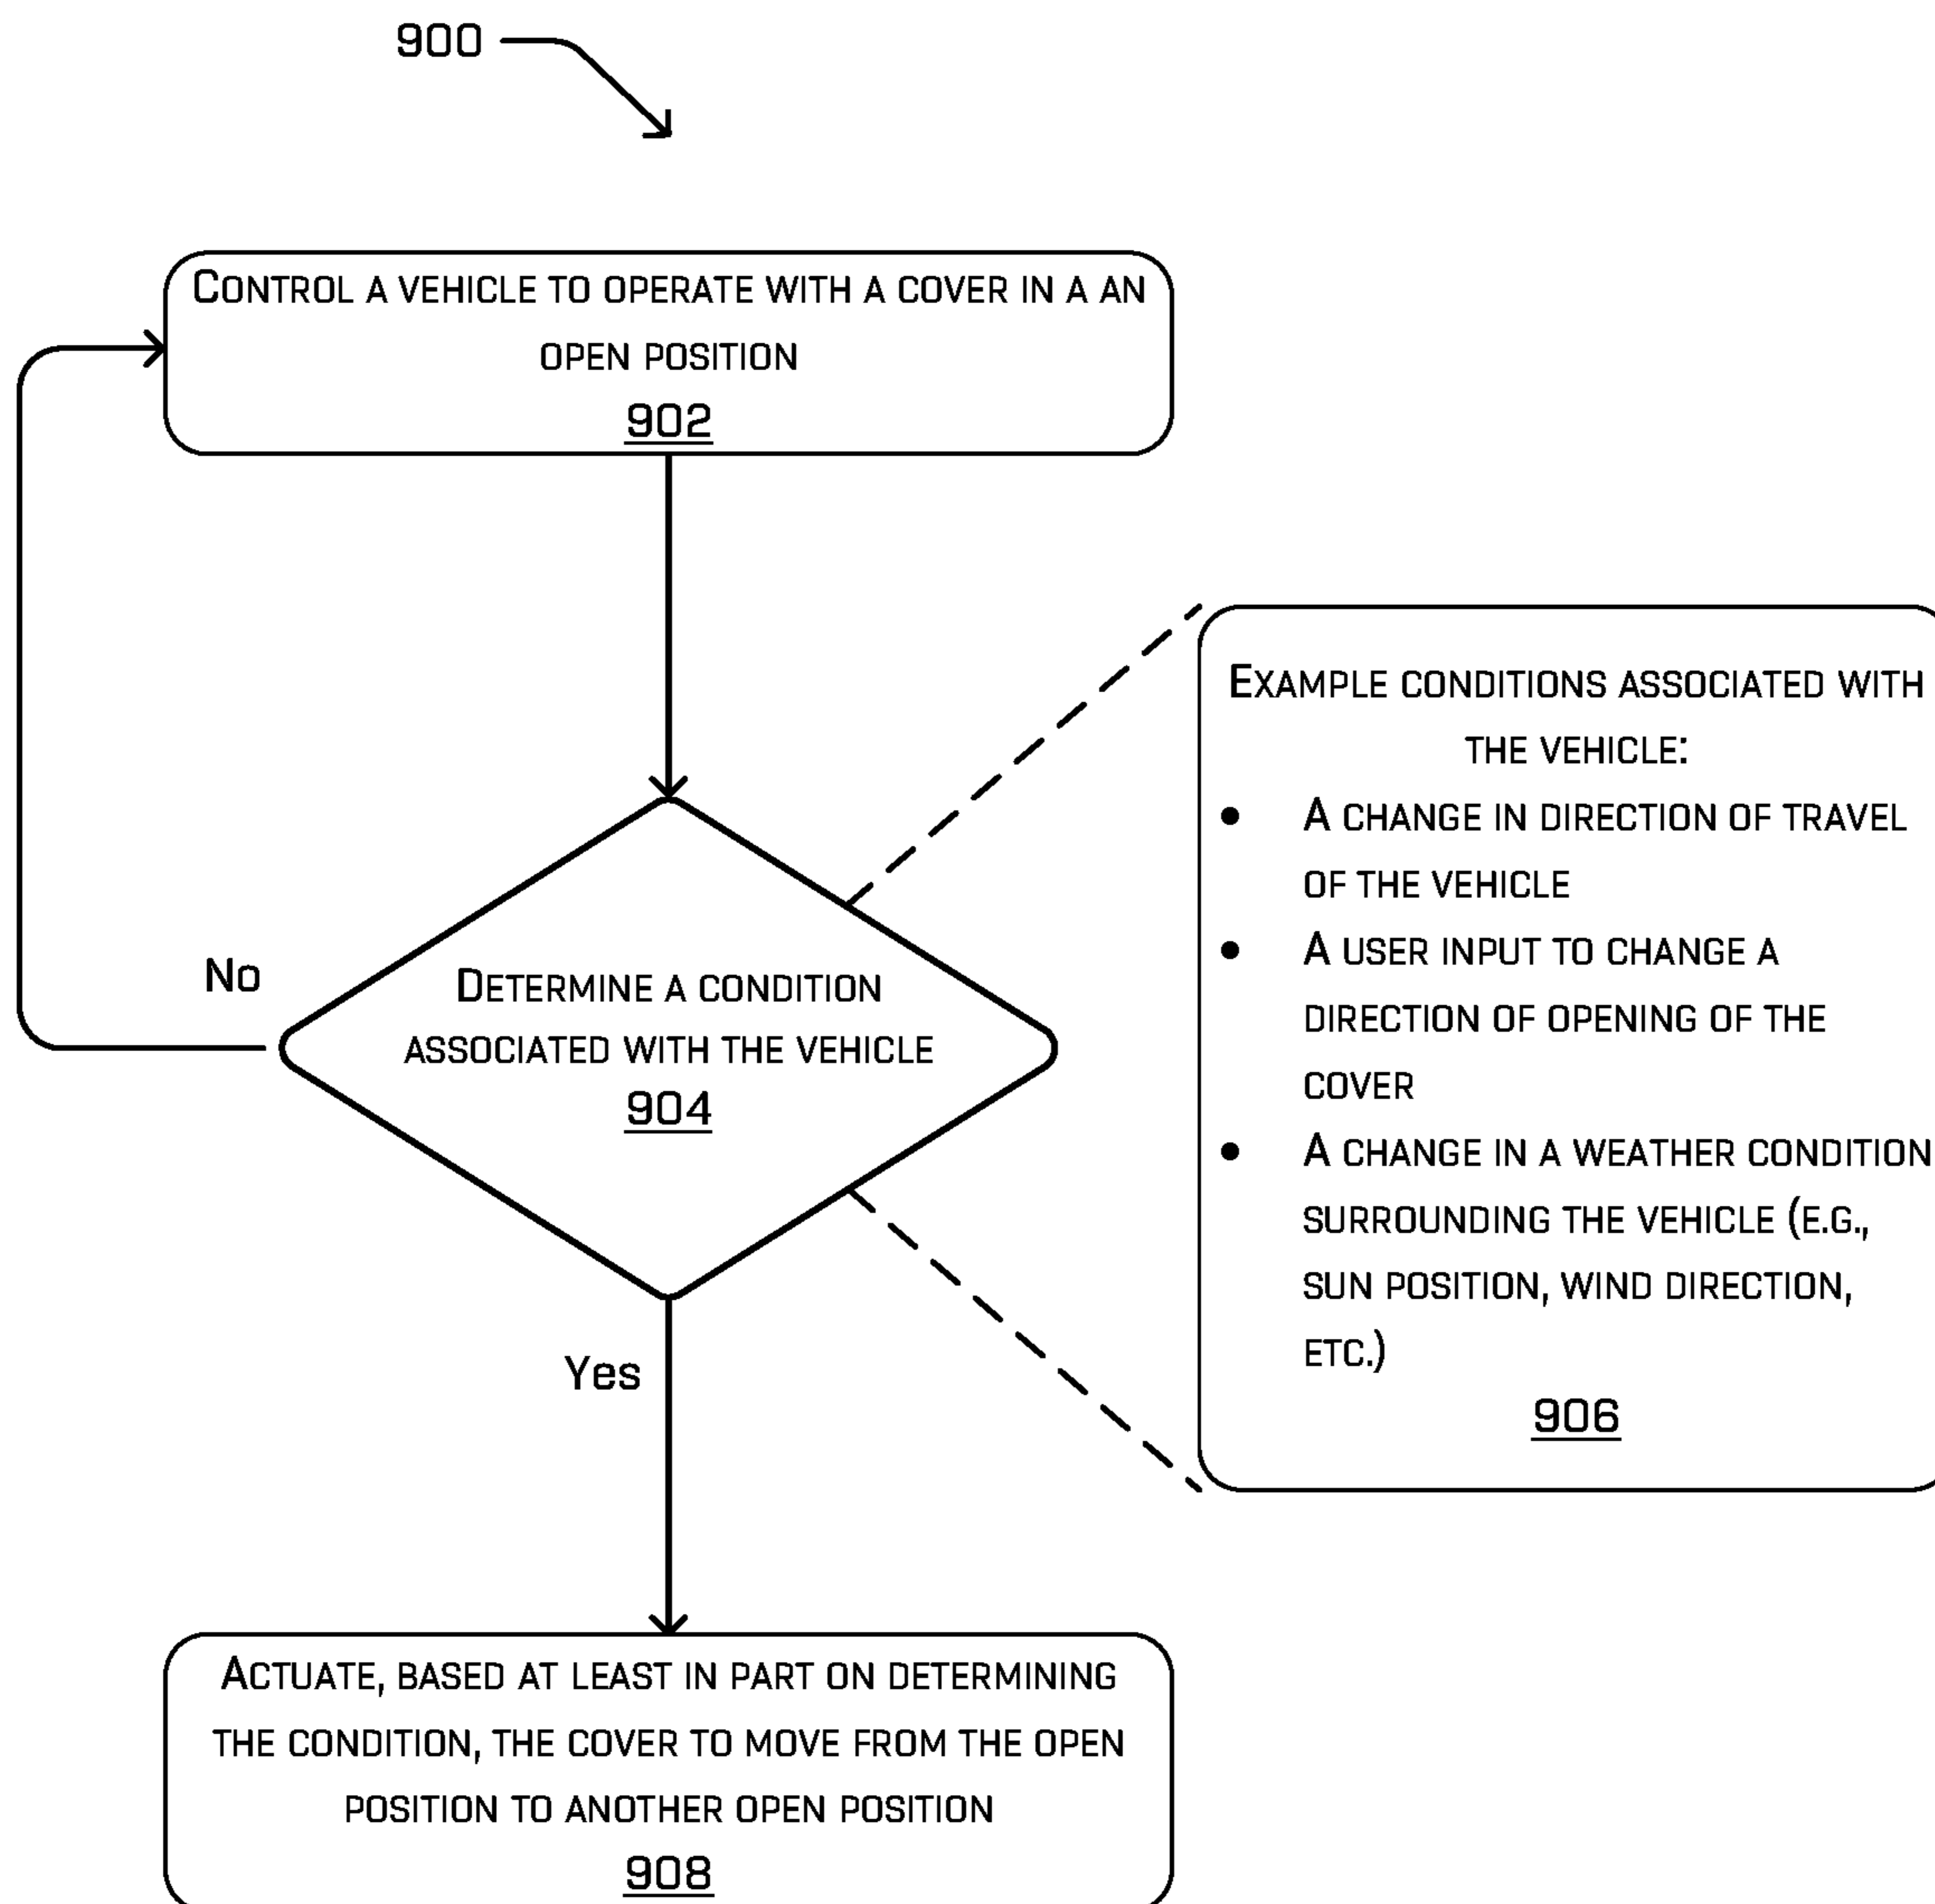 900
CONTROL A VEHICLE TO OPERATE WITH A COVER IN A AN
OPEN POSITION
902
DETERMINE A CONDITION
ASSOCIATED WITH THE VEHICLE
904
No
Yes
EXAMPLE CONDITIONS ASSOCIATED WITH
THE VEHICLE:
• A CHANGE IN DIRECTION OF TRAVEL
OF THE VEHICLE
• A USER INPUT TO CHANGE A
DIRECTION OF OPENING OF THE
COVER
• A CHANGE IN A WEATHER CONDITION
SURROUNDING THE VEHICLE (E.G.,
SUN POSITION, WIND DIRECTION,
ETC.)
906
ACTUATE, BASED AT LEAST IN PART ON DETERMINING
THE CONDITION, THE COVER TO MOVE FROM THE OPEN
POSITION TO ANOTHER OPEN POSITION
908